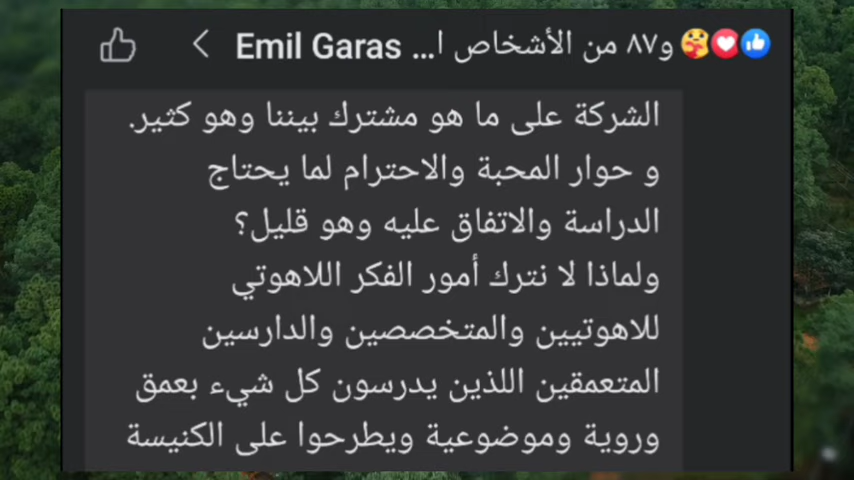 Emil Garas ... و٨٧ من الأشخاص ا
الشركة على ما هو مشترك بيننا وهو كثير.
و حوار المحبة والاحترام لما يحتاج
الدراسة والاتفاق عليه وهو قليل؟
ولماذا لا نترك أمور الفكر اللاهوتي
للاهوتيين والمتخصصين والدارسين
المتعمقين اللذين يدرسون كل شيء بعمق
وروية وموضوعية ويطرحوا على الكنيسة